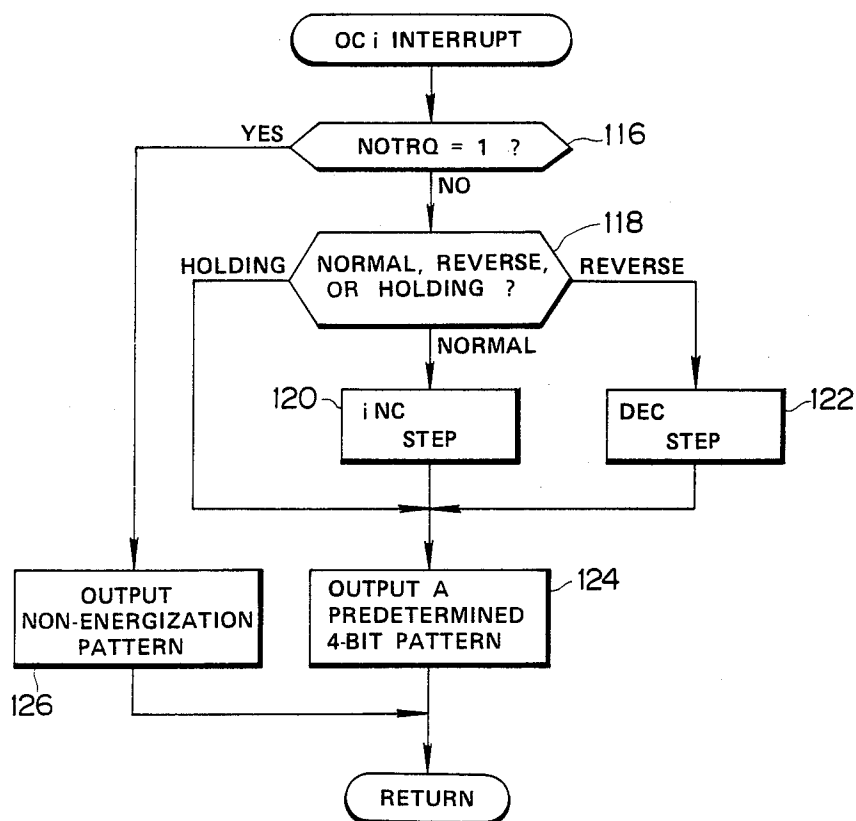 OC i INTERRUPT
YES
NOTRQ = 1 ?
116
NO
118
HOLDING
NORMAL, REVERSE,
OR HOLDING ?
REVERSE
NORMAL
120
i NC
STEP
DEC
STEP
122
OUTPUT
NON-ENERGIZATION
PATTERN
126
OUTPUT A
PREDETERMINED
4-BIT PATTERN
124
RETURN